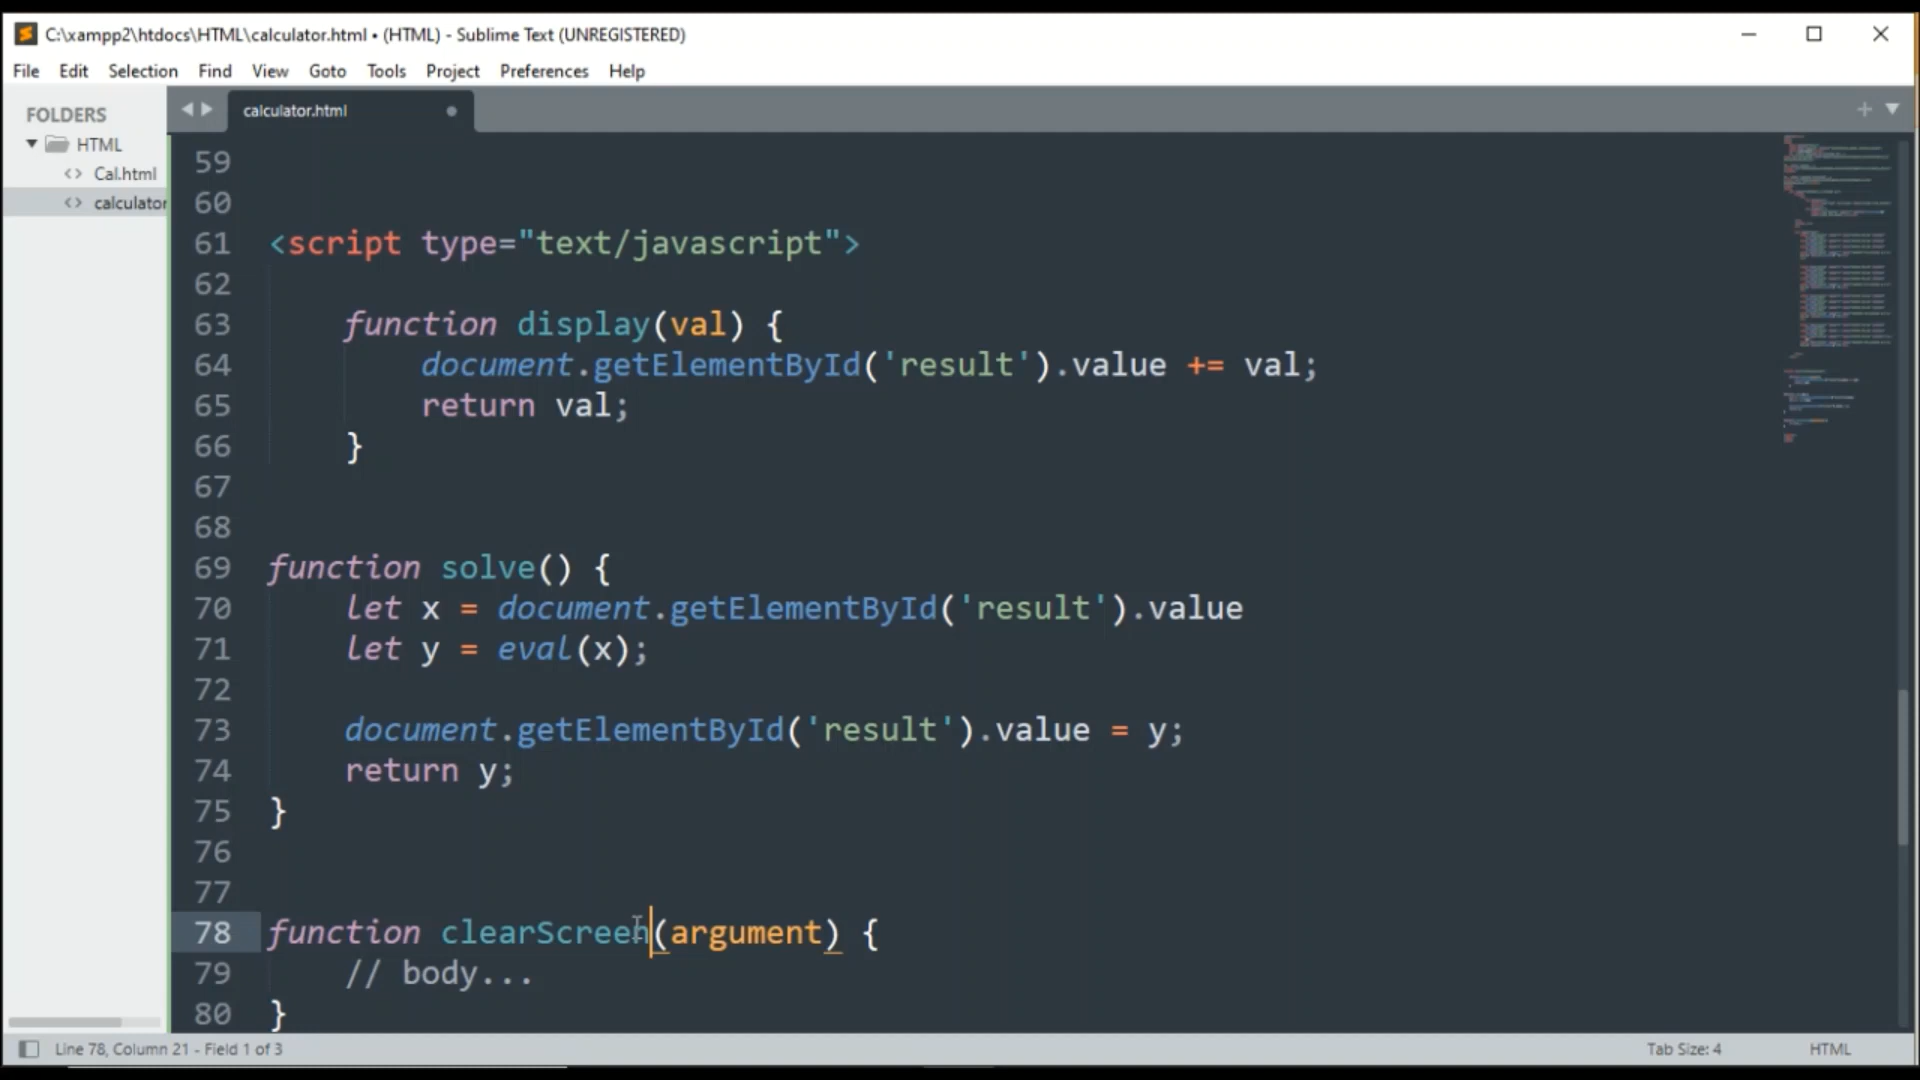 C:\xampp2\htdocs\HTML\calculator.html • (HTML) - Sublime Text (UNREGISTERED)
File Edit Selection Find View Goto Tools Project Preferences Help
FOLDERS
HTML
<> Cal.html
<> calculator
calculator.html
59
60
61 <script type="text/javascript">
62
63 function display(val) {
64 document.getElementById('result').value += val;
65 return val;
66 }
67
68
69 function solve() {
70 let x = document.getElementById('result').value
71 let y = eval(x);
72
73 document.getElementById('result').value = y;
74 return y;
75 }
76
77
78 function clearScreen(argument) {
79 // body...
80 }
Line 78, Column 21 - Field 1 of 3
Tab Size: 4
HTML